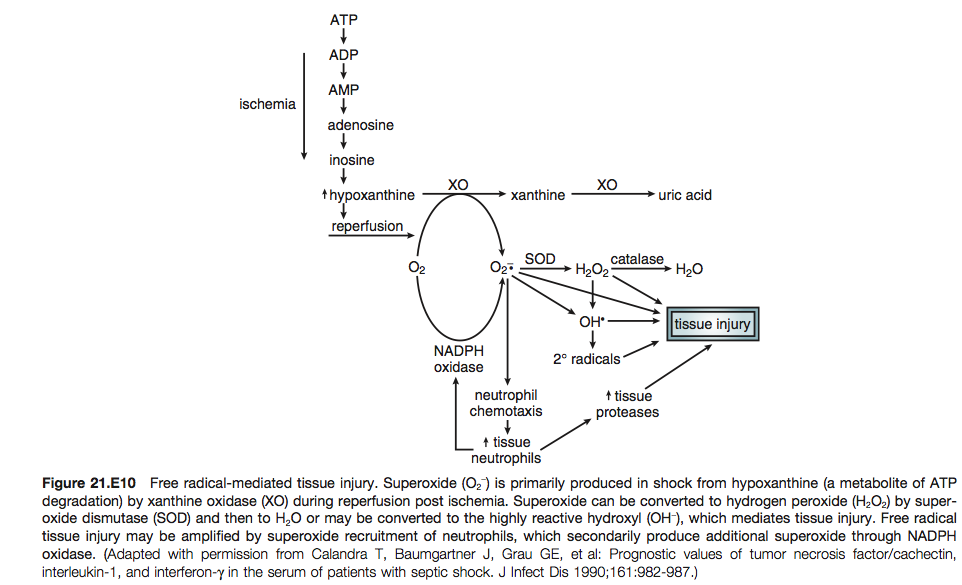 ATP
ADP
AMP
ischemia
adenosine
inosine
↑hypoxanthine
XO
xanthine
XO
uric acid
reperfusion
O₂
O₂•̄
SOD
H₂O₂
catalase
H₂O
OH•
tissue injury
2° radicals
NADPH
oxidase
neutrophil
chemotaxis
↑ tissue
proteases
↑ tissue
neutrophils
Figure 21.E10 Free radical-mediated tissue injury. Superoxide (O₂⁻) is primarily produced in shock from hypoxanthine (a metabolite of ATP
degradation) by xanthine oxidase (XO) during reperfusion post ischemia. Superoxide can be converted to hydrogen peroxide (H₂O₂) by super-
oxide dismutase (SOD) and then to H₂O or may be converted to the highly reactive hydroxyl (OH⁻), which mediates tissue injury. Free radical
tissue injury may be amplified by superoxide recruitment of neutrophils, which secondarily produce additional superoxide through NADPH
oxidase. (Adapted with permission from Calandra T, Baumgartner J, Grau GE, et al: Prognostic values of tumor necrosis factor/cachectin,
interleukin-1, and interferon-γ in the serum of patients with septic shock. J Infect Dis 1990;161:982-987.)